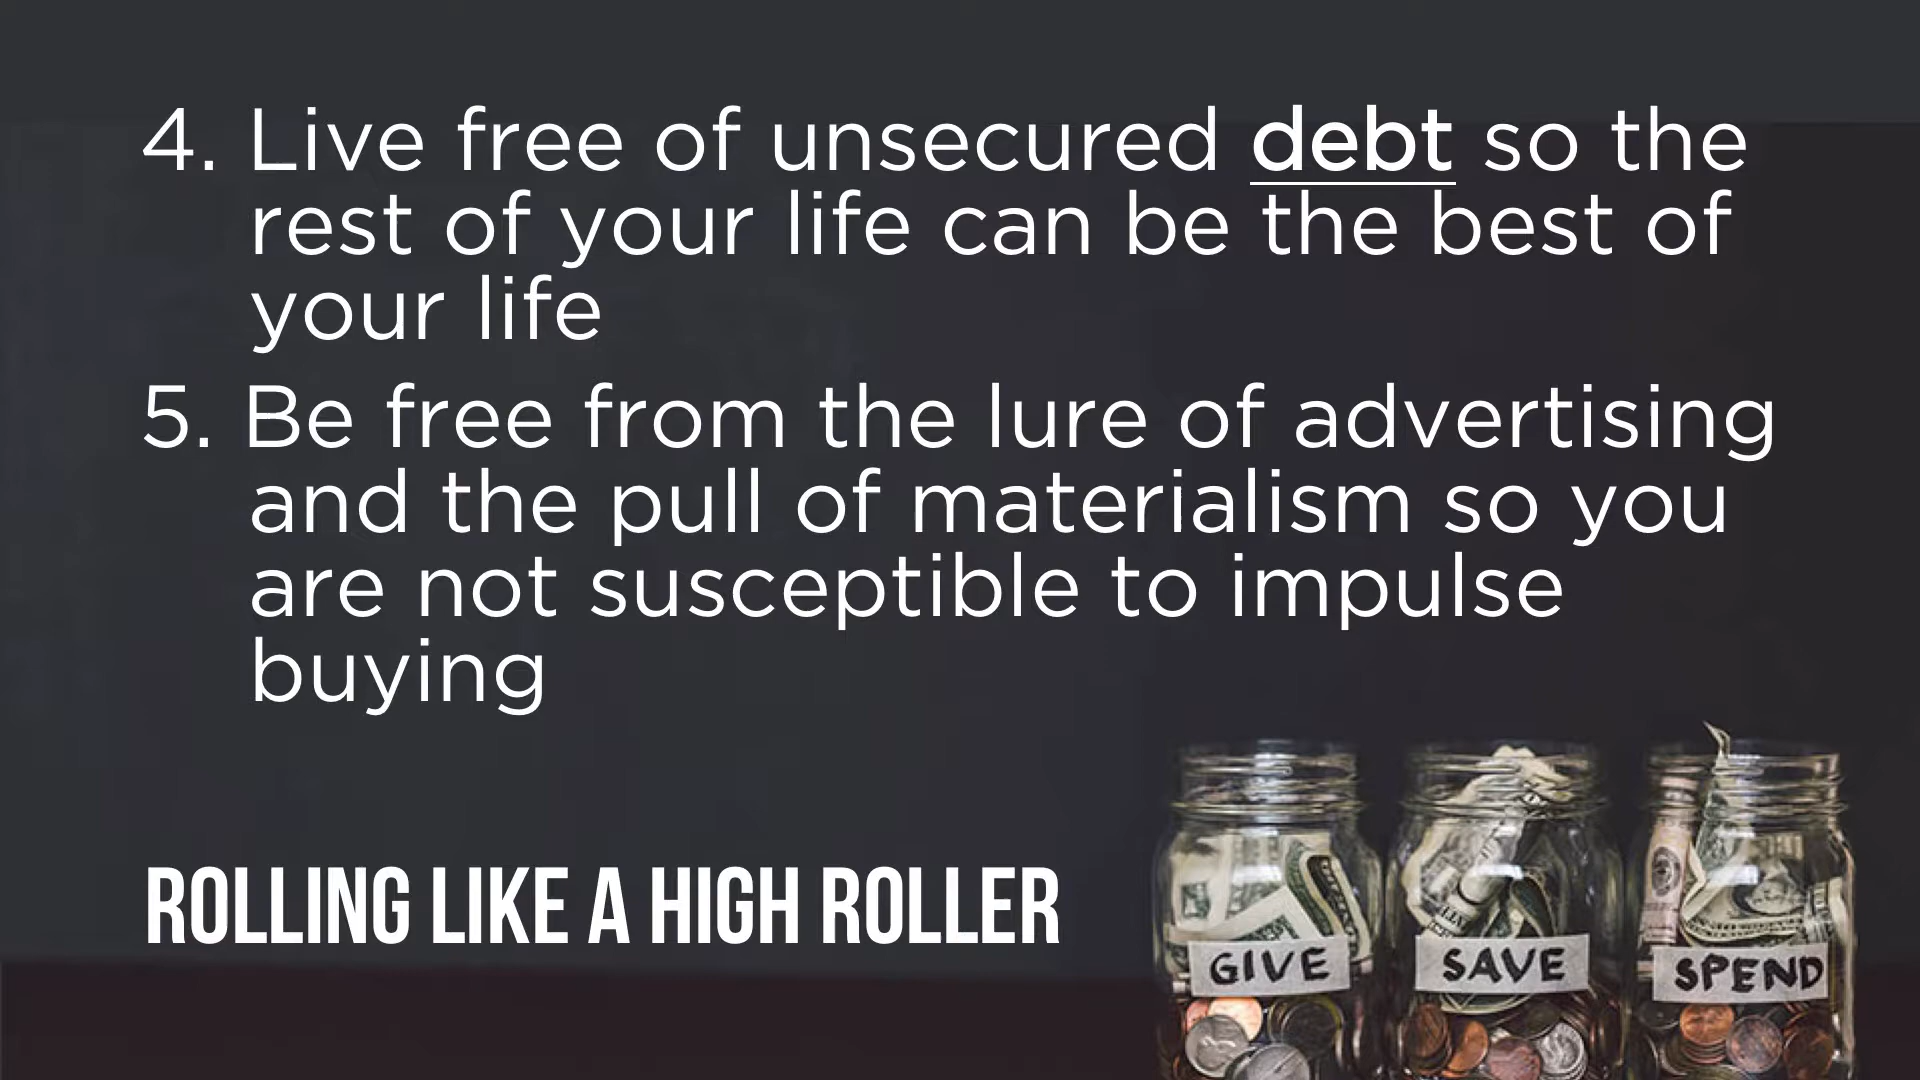 4. Live free of unsecured debt so the
rest of your life can be the best of
your life
5. Be free from the lure of advertising
and the pull of materialism so you
are not susceptible to impulse
buying
ROLLING LIKE A HIGH ROLLER
GIVE
SAVE
SPEND